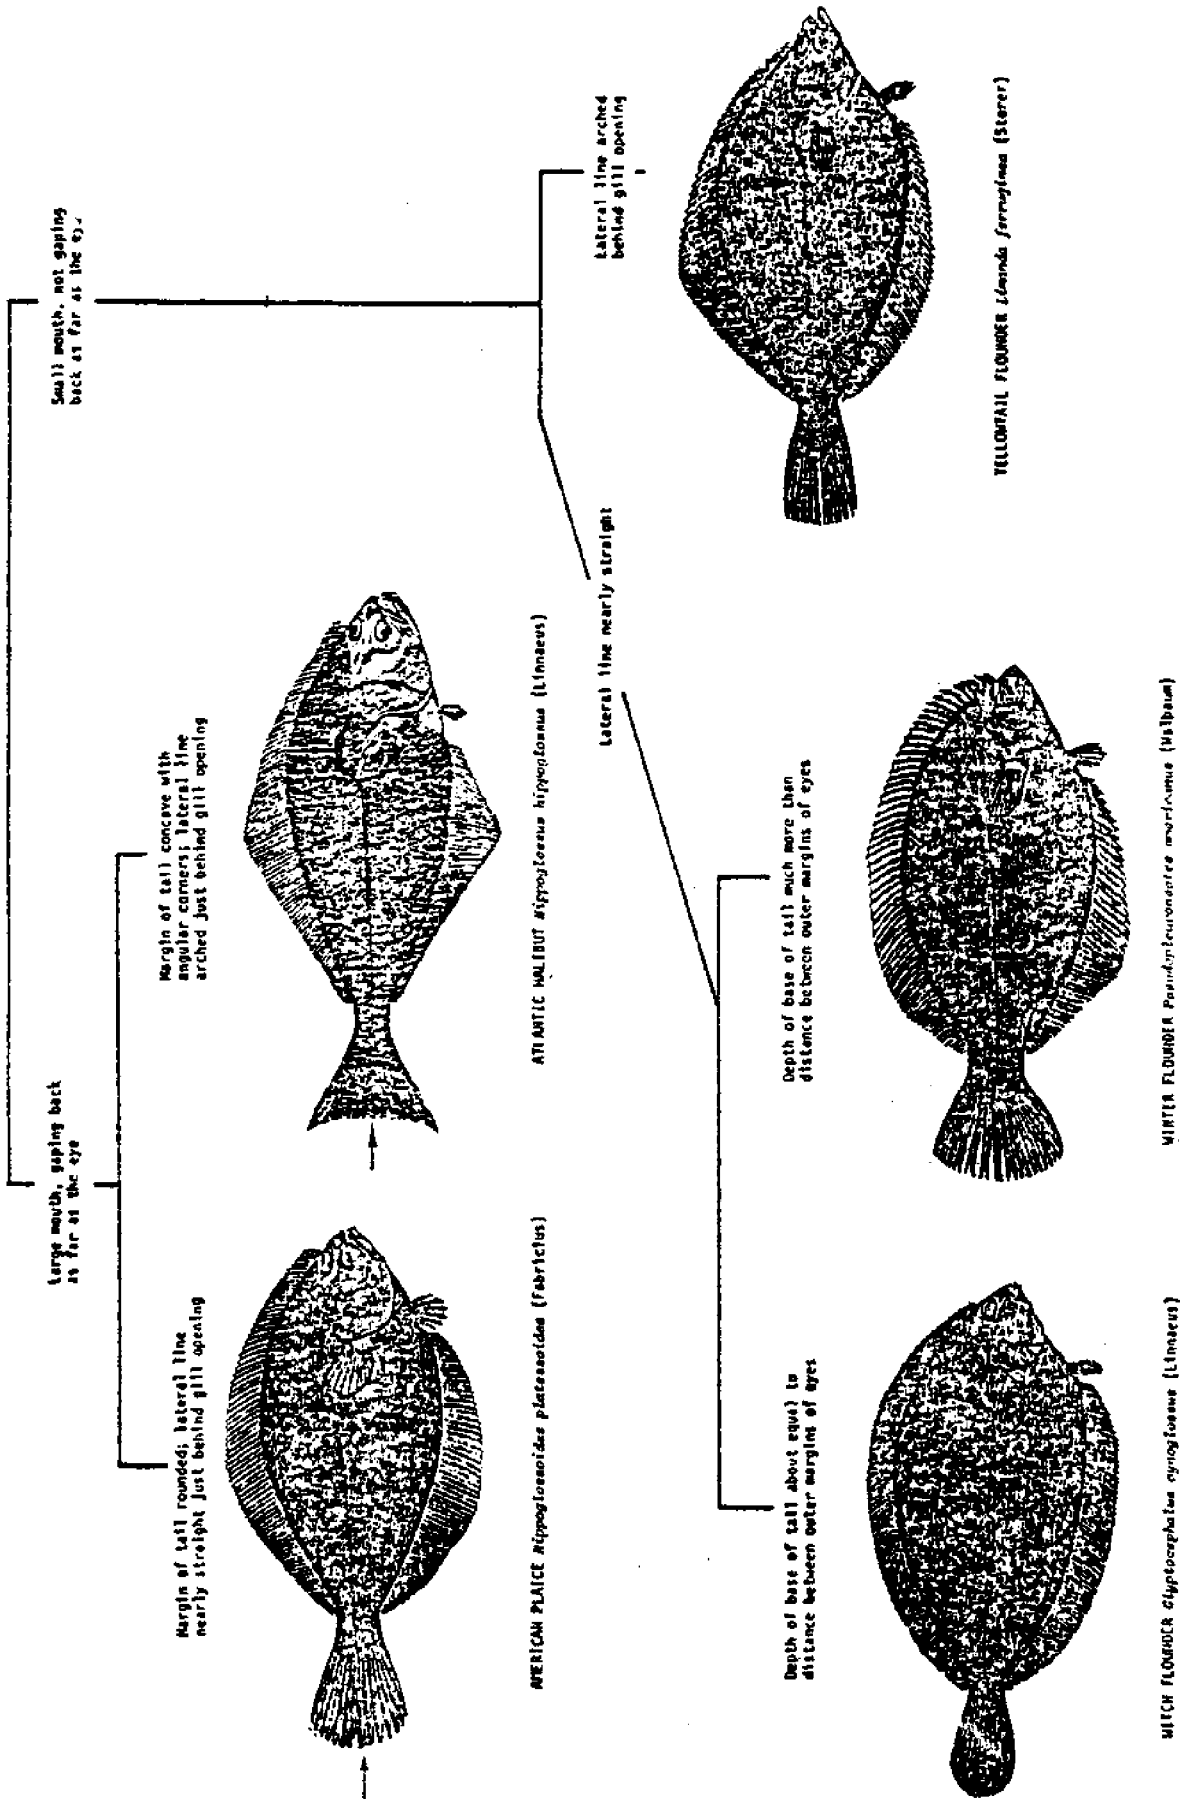 Large mouth, gaping back
as far as the eye
Small mouth, not gaping
back as far as the eye
Margin of tail rounded; lateral line
nearly straight just behind gill opening
Margin of tail concave with
angular corners; lateral line
arched just behind gill opening
AMERICAN PLAICE Hippoglossoides platessoides (Fabricius)
ATLANTIC HALIBUT Hippoglossus hippoglossus (Linnaeus)
Lateral line nearly straight
Lateral line arched
behind gill opening
Depth of base of tail about equal to
distance between outer margins of eyes
Depth of base of tail much more than
distance between outer margins of eyes
YELLOWTAIL FLOUNDER Limanda ferruginea (Storer)
WITCH FLOUNDER Glyptocephalus cynoglossus (Linnaeus)
WINTER FLOUNDER Pseudopleuronectes americanus (Walbaum)